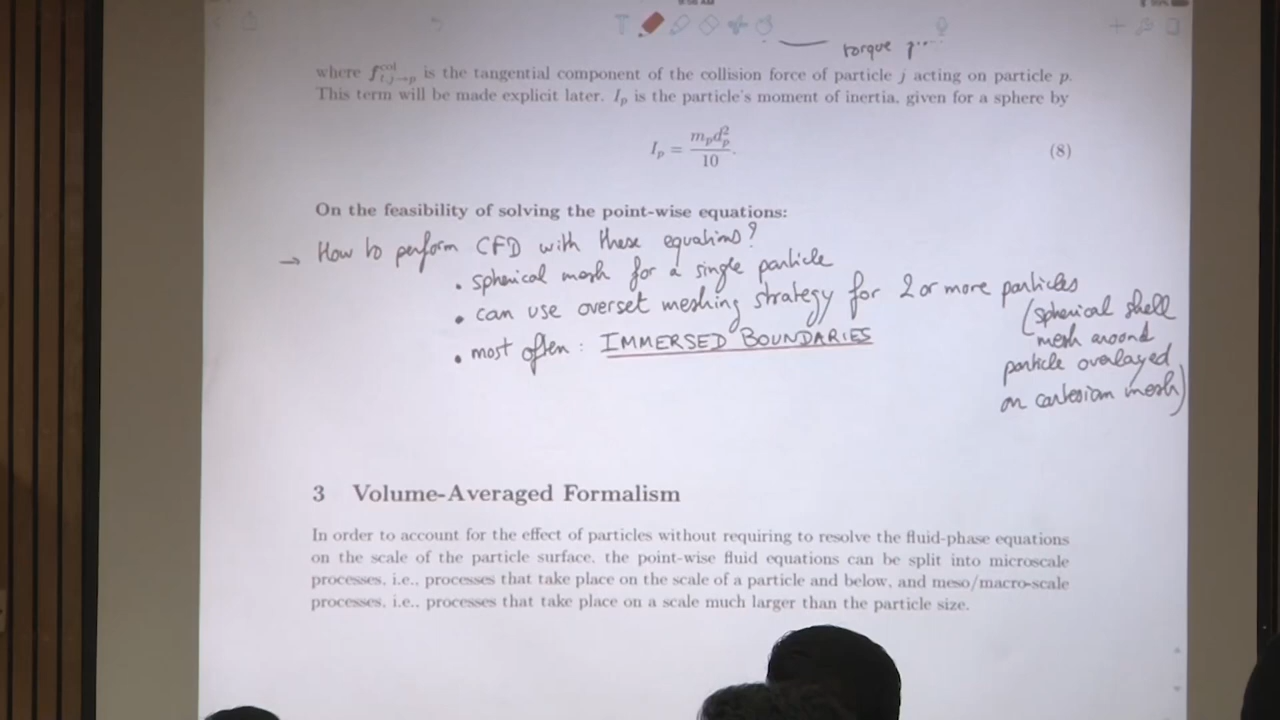 torque
where f^{col}_{t,j→p} is the tangential component of the collision force of particle j acting on particle p.
This term will be made explicit later. I_p is the particle's moment of inertia, given for a sphere by
I_p = \frac{m_p d_p^2}{10}. (8)
On the feasibility of solving the point-wise equations:
→ How to perform CFD with these equations?
• spherical mesh for a single particle
• can use overset meshing strategy for 2 or more particles
(spherical shell
mesh around
particle overlayed
on cartesian mesh)
• most often: IMMERSED BOUNDARIES
3 Volume-Averaged Formalism
In order to account for the effect of particles without requiring to resolve the fluid-phase equations
on the scale of the particle surface, the point-wise fluid equations can be split into microscale
processes, i.e., processes that take place on the scale of a particle and below, and meso/macro-scale
processes, i.e., processes that take place on a scale much larger than the particle size.